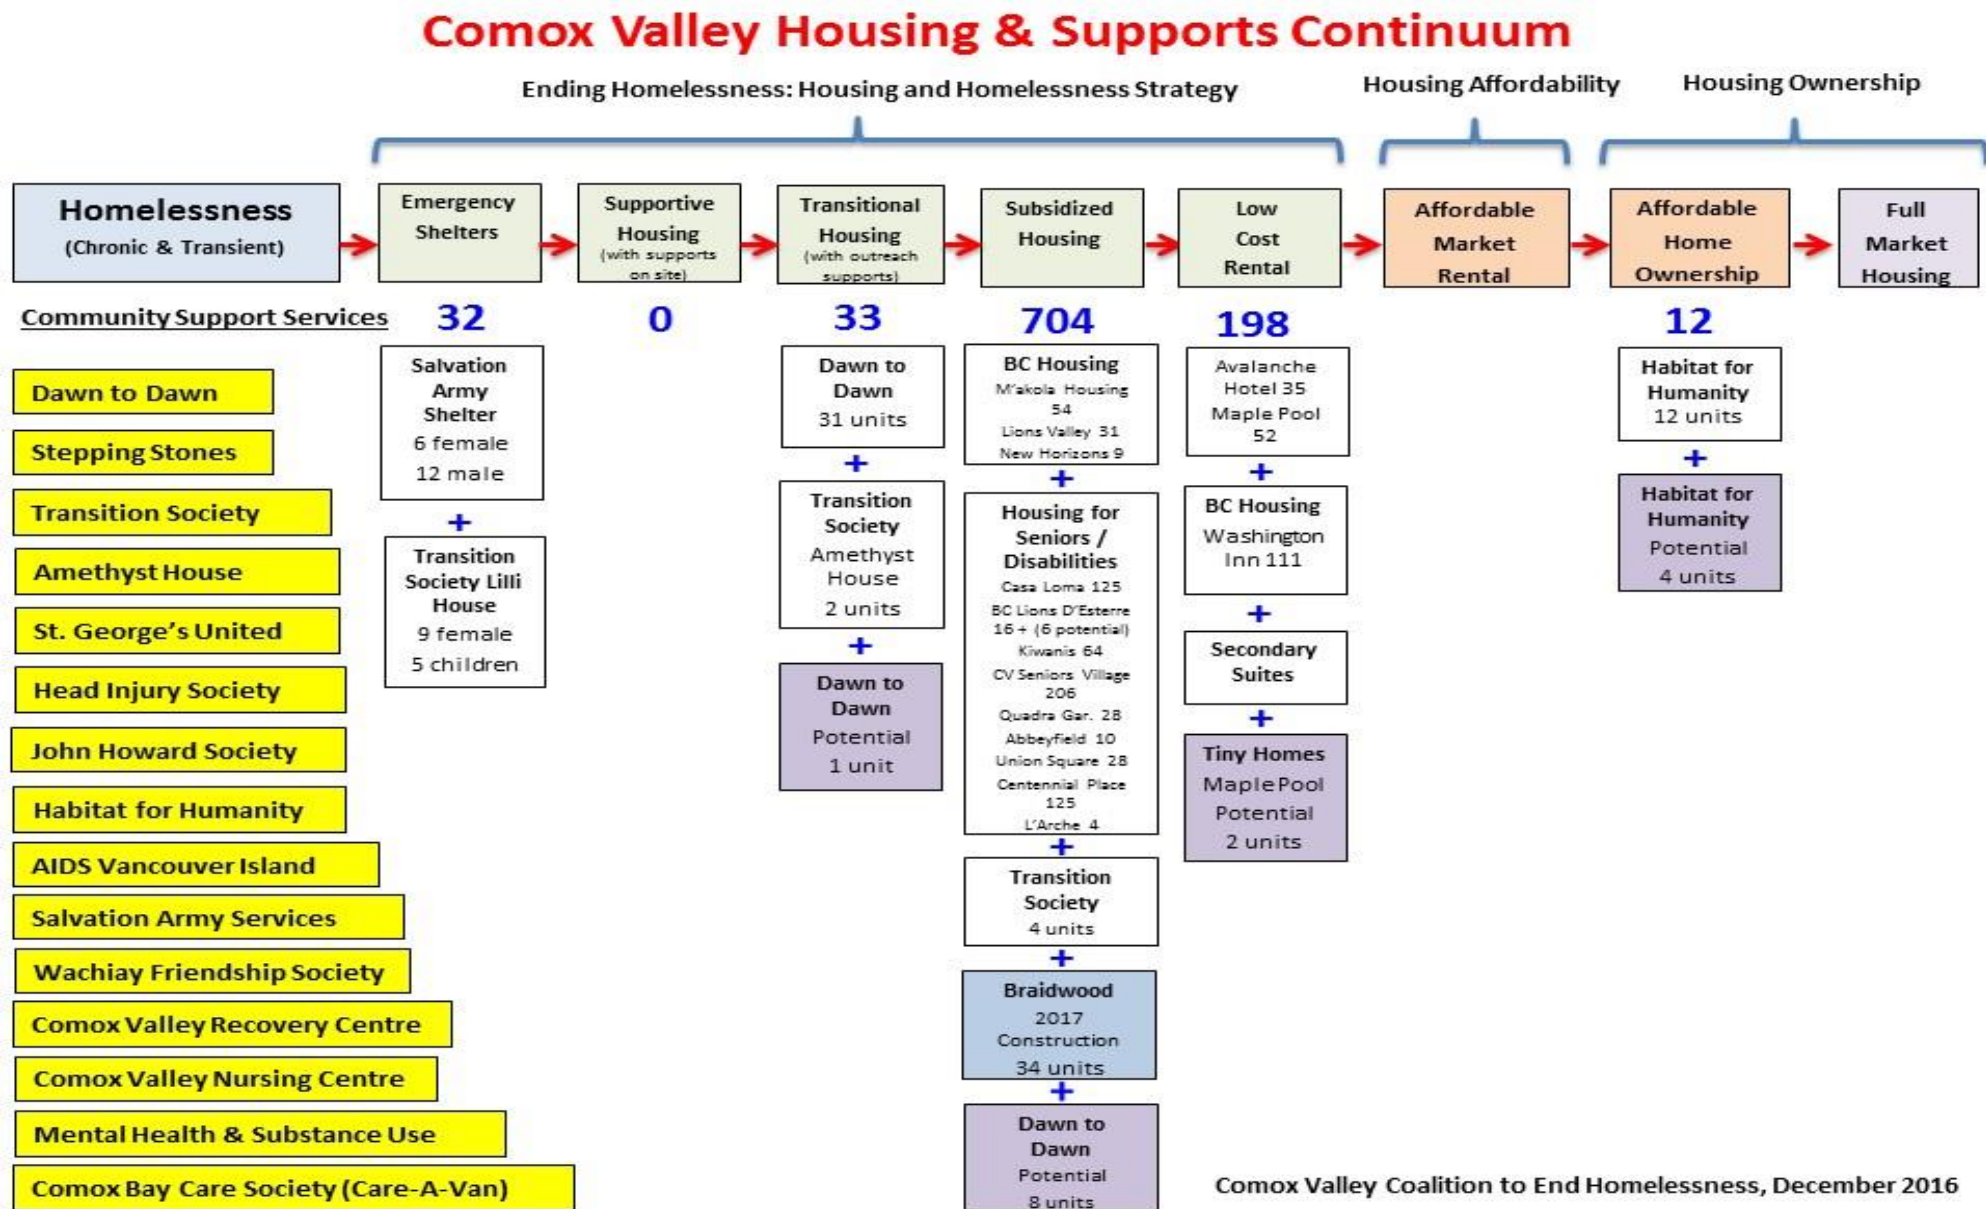 Comox Valley Housing & Supports Continuum
Ending Homelessness: Housing and Homelessness Strategy
Housing Affordability
Housing Ownership
Homelessness
(Chronic & Transient)
Emergency
Shelters
Supportive
Housing
(with supports
on site)
Transitional
Housing
(with outreach
supports)
Subsidized
Housing
Low
Cost
Rental
Affordable
Market
Rental
Affordable
Home
Ownership
Full
Market
Housing
Community Support Services
32
0
33
704
198
12
Dawn to Dawn
Stepping Stones
Transition Society
Amethyst House
St. George's United
Head Injury Society
John Howard Society
Habitat for Humanity
AIDS Vancouver Island
Salvation Army Services
Wachiay Friendship Society
Comox Valley Recovery Centre
Comox Valley Nursing Centre
Mental Health & Substance Use
Comox Bay Care Society (Care-A-Van)
Salvation
Army
Shelter
6 female
12 male
+
Transition
Society Lilli
House
9 female
5 children
Dawn to
Dawn
31 units
+
Transition
Society
Amethyst
House
2 units
+
Dawn to
Dawn
Potential
1 unit
BC Housing
M'akola Housing
54
Lions Valley 31
New Horizons 9
+
Housing for
Seniors /
Disabilities
Casa Loma 125
BC Lions D'Esterre
16 + (6 potential)
Kiwanis 64
CV Seniors Village
206
Quadra Gar. 28
Abbeyfield 10
Union Square 28
Centennial Place
125
L'Arche 4
+
Transition
Society
4 units
+
Braidwood
2017
Construction
34 units
+
Dawn to
Dawn
Potential
8 units
Avalanche
Hotel 35
Maple Pool
52
+
BC Housing
Washington
Inn 111
+
Secondary
Suites
+
Tiny Homes
Maple Pool
Potential
2 units
Habitat for
Humanity
12 units
+
Habitat for
Humanity
Potential
4 units
Comox Valley Coalition to End Homelessness, December 2016